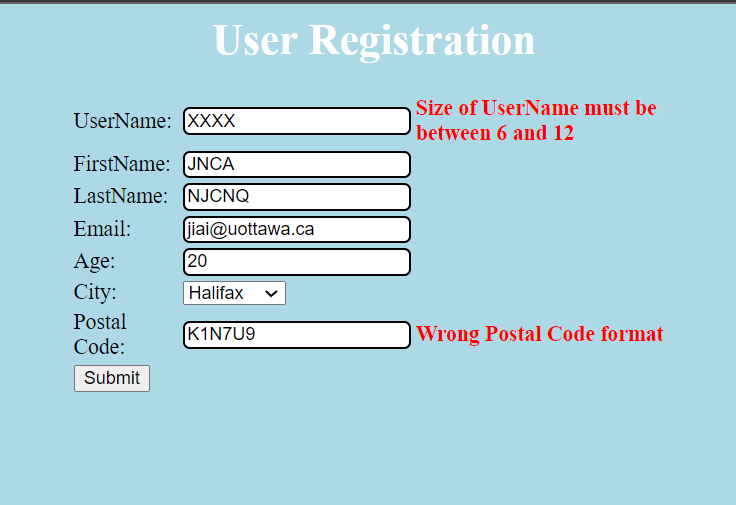 User Registration
UserName: XXXX Size of UserName must be
between 6 and 12
FirstName: JNCA
LastName: NJCNQ
Email: jiai@uottawa.ca
Age: 20
City: Halifax
Postal
Code: K1N7U9 Wrong Postal Code format
Submit